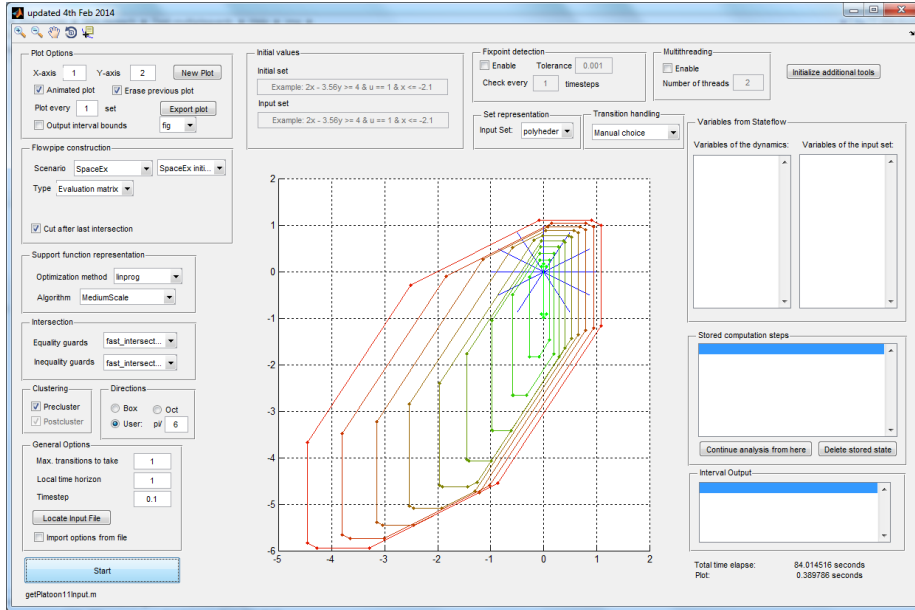 updated 4th Feb 2014
Plot Options
X-axis 1 Y-axis 2 New Plot
Animated plot Erase previous plot
Plot every 1 set Export plot
Output interval bounds fig
Flowpipe construction
Scenario SpaceEx SpaceEx initi...
Type Evaluation matrix
Cut after last intersection
Support function representation
Optimization method linprog
Algorithm MediumScale
Intersection
Equality guards fast_intersect...
Inequality guards fast_intersect...
Clustering
Precluster
Postcluster
Directions
Box Oct
User: pi/ 6
General Options
Max. transitions to take 1
Local time horizon 1
Timestep 0.1
Locate Input File
Import options from file
Start
getPlatoon11Input.m
Initial values
Initial set
Example: 2x - 3.56y >= 4 & u == 1 & x <= -2.1
Input set
Example: 2x - 3.56y >= 4 & u == 1 & x <= -2.1
Fixpoint detection
Enable Tolerance 0.001
Check every 1 timesteps
Multithreading
Enable
Number of threads 2
Initialize additional tools
Set representation
Input Set: polyheder
Transition handling
Manual choice
2
1
0
-1
-2
-3
-4
-5
-6
-5 -4 -3 -2 -1 0 1 2
Variables from Stateflow
Variables of the dynamics: Variables of the input set:
Stored computation steps
Continue analysis from here Delete stored state
Interval Output
Total time elapse: 84.014516 seconds
Plot: 0.389786 seconds